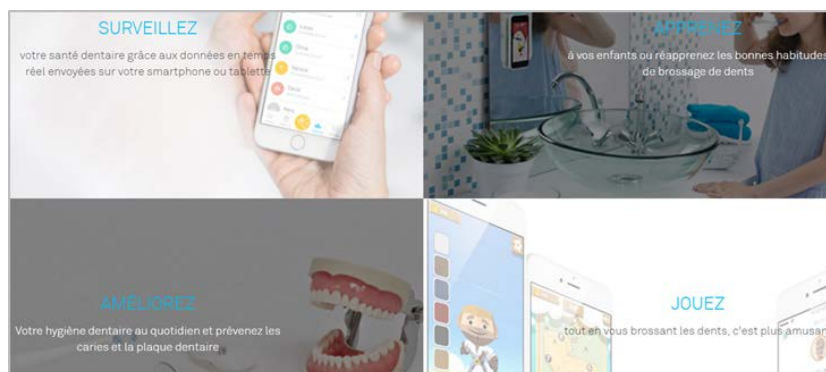 SURVEILLEZ
votre santé dentaire grâce aux données en temps
réel envoyées sur votre smartphone ou tablette
APPRENEZ
à vos enfants ou réapprenez les bonnes habitudes
de brossage de dents
AMÉLIOREZ
Votre hygiène dentaire au quotidien et prévenez les
caries et la plaque dentaire
JOUEZ
tout en vous brossant les dents, c'est plus amusan